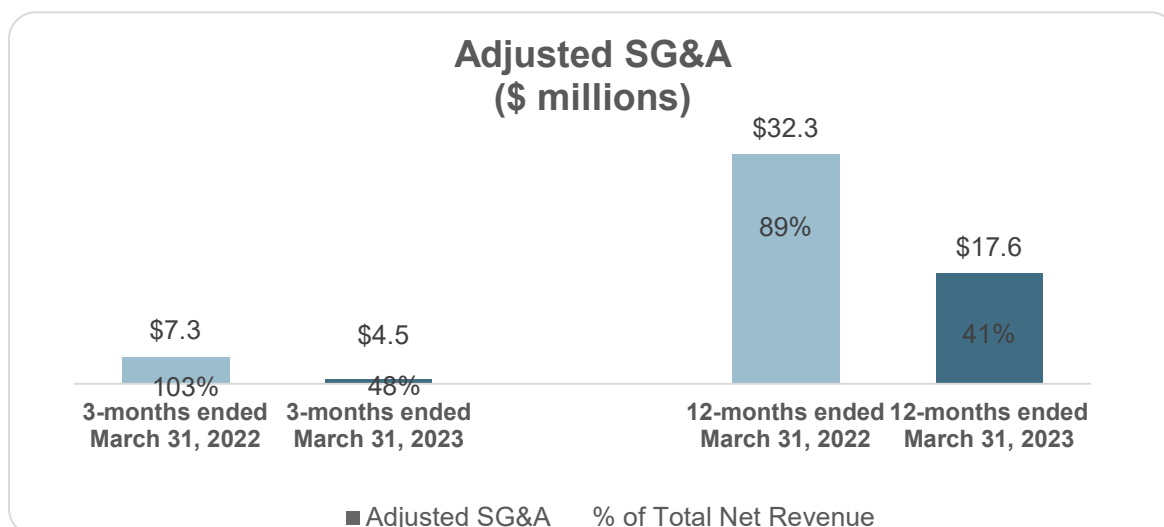 Adjusted SG&A
($ millions)
$32.3
89%
$17.6
41%
$7.3
103%
$4.5
48%
3-months ended
March 31, 2022
3-months ended
March 31, 2023
12-months ended
March 31, 2022
12-months ended
March 31, 2023
Adjusted SG&A
% of Total Net Revenue